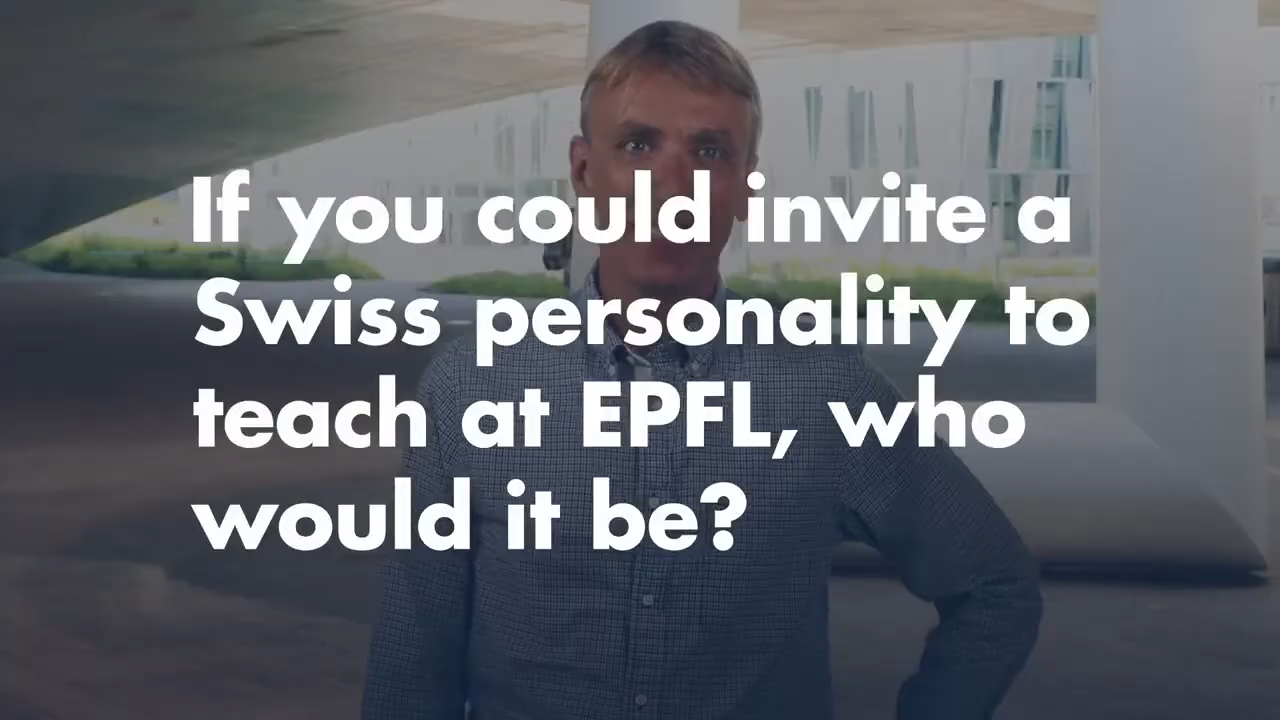 If you could invite a
Swiss personality to
teach at EPFL, who
would it be?